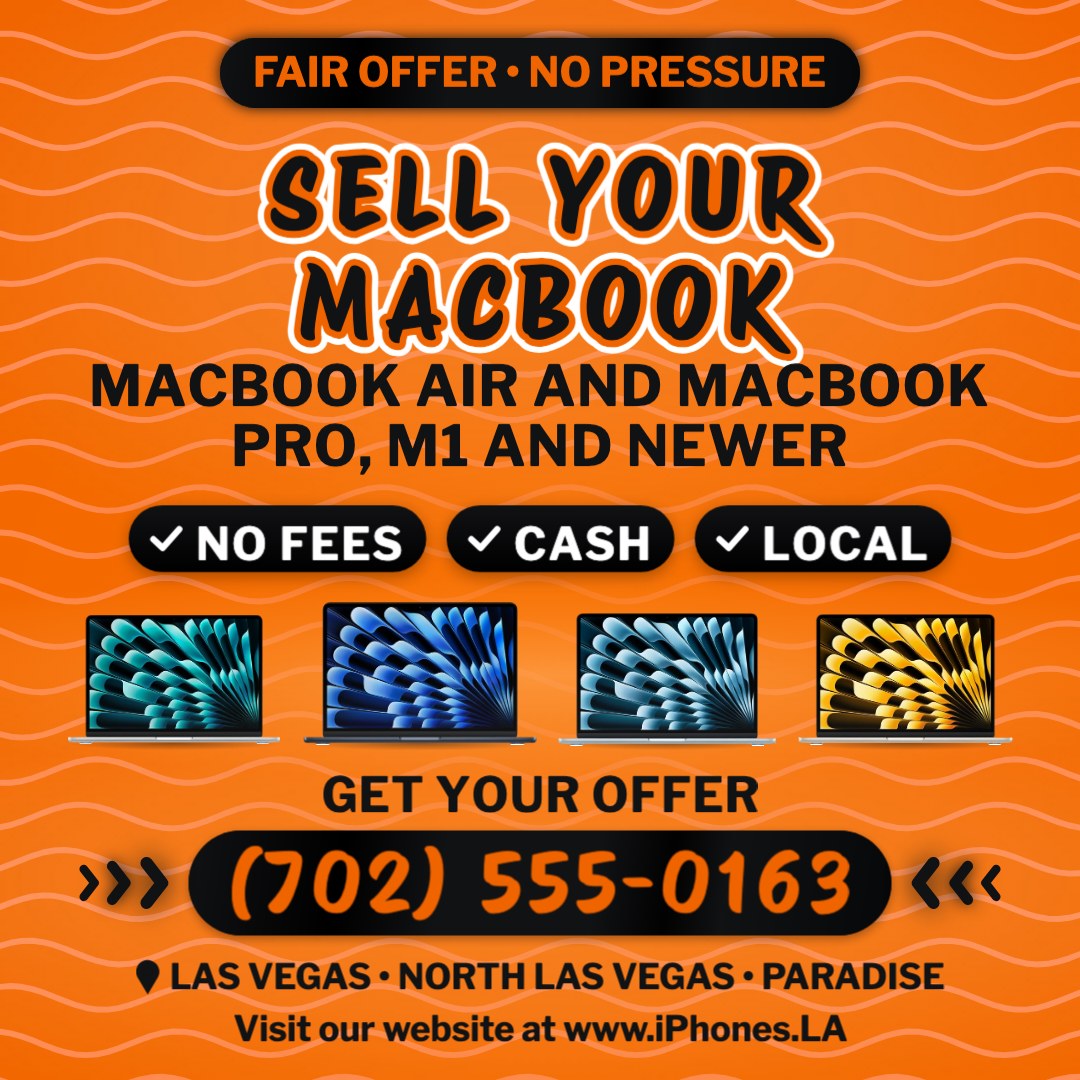 FAIR OFFER • NO PRESSURE
SELL YOUR
MACBOOK
MACBOOK AIR AND MACBOOK
PRO, M1 AND NEWER
✓ NO FEES ✓ CASH ✓ LOCAL
GET YOUR OFFER
(702) 555-0163
LAS VEGAS • NORTH LAS VEGAS • PARADISE
Visit our website at www.iPhones.LA